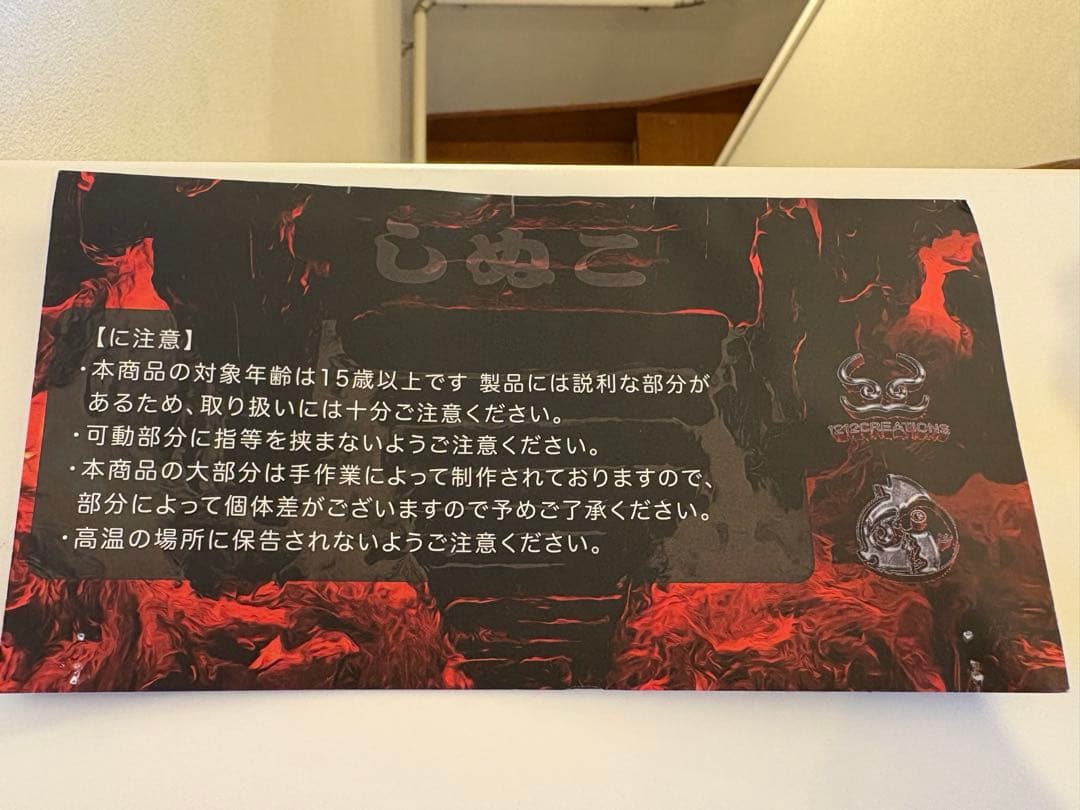 しぬこ
【に注意】
・本商品の対象年齢は15歳以上です 製品には説利な部分が
あるため、取り扱いには十分ご注意ください。
・可動部分に指等を挟まないようご注意ください。
・本商品の大部分は手作業によって制作されておりますので、
部分によって個体差がございますので予めご了承ください。
・高温の場所に保告されないようご注意ください。
1212CREATIONS